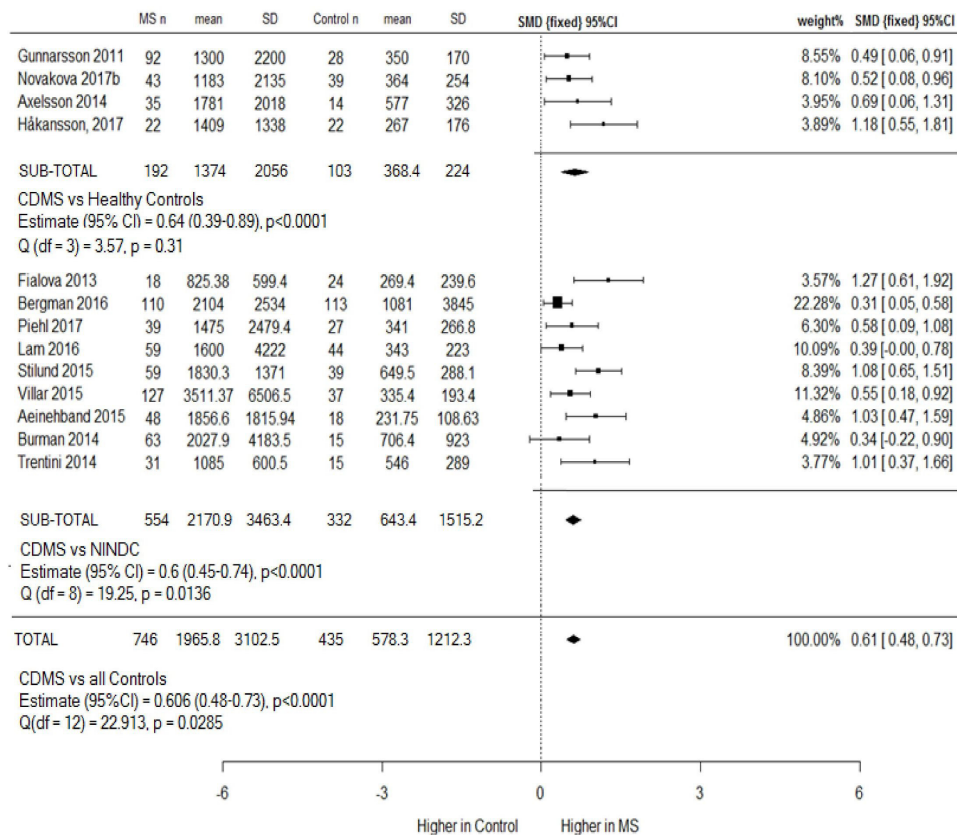 MS n mean SD Control n mean SD SMD {fixed} 95%CI weight% SMD {fixed} 95%CI
Gunnarsson 2011 92 1300 2200 28 350 170 8.55% 0.49 [ 0.06, 0.91]
Novakova 2017b 43 1183 2135 39 364 254 8.10% 0.52 [ 0.08, 0.96]
Axelsson 2014 35 1781 2018 14 577 326 3.95% 0.69 [ 0.06, 1.31]
Håkansson, 2017 22 1409 1338 22 267 176 3.89% 1.18 [ 0.55, 1.81]
SUB-TOTAL 192 1374 2056 103 368.4 224
CDMS vs Healthy Controls
Estimate (95% CI) = 0.64 (0.39-0.89), p<0.0001
Q (df = 3) = 3.57, p = 0.31
Fialova 2013 18 825.38 599.4 24 269.4 239.6 3.57% 1.27 [ 0.61, 1.92]
Bergman 2016 110 2104 2534 113 1081 3845 22.28% 0.31 [ 0.05, 0.58]
Piehl 2017 39 1475 2479.4 27 341 266.8 6.30% 0.58 [ 0.09, 1.08]
Lam 2016 59 1600 4222 44 343 223 10.09% 0.39 [-0.00, 0.78]
Stilund 2015 59 1830.3 1371 39 649.5 288.1 8.39% 1.08 [ 0.65, 1.51]
Villar 2015 127 3511.37 6506.5 37 335.4 193.4 11.32% 0.55 [ 0.18, 0.92]
Aeinehband 2015 48 1856.6 1815.94 18 231.75 108.63 4.86% 1.03 [ 0.47, 1.59]
Burman 2014 63 2027.9 4183.5 15 706.4 923 4.92% 0.34 [-0.22, 0.90]
Trentini 2014 31 1085 600.5 15 546 289 3.77% 1.01 [ 0.37, 1.66]
SUB-TOTAL 554 2170.9 3463.4 332 643.4 1515.2
CDMS vs NINDC
Estimate (95% CI) = 0.6 (0.45-0.74), p<0.0001
Q (df = 8) = 19.25, p = 0.0136
TOTAL 746 1965.8 3102.5 435 578.3 1212.3 100.00% 0.61 [ 0.48, 0.73]
CDMS vs all Controls
Estimate (95%CI) = 0.606 (0.48-0.73), p<0.0001
Q(df = 12) = 22.913, p = 0.0285
-6 -3 0 3 6
Higher in Control Higher in MS